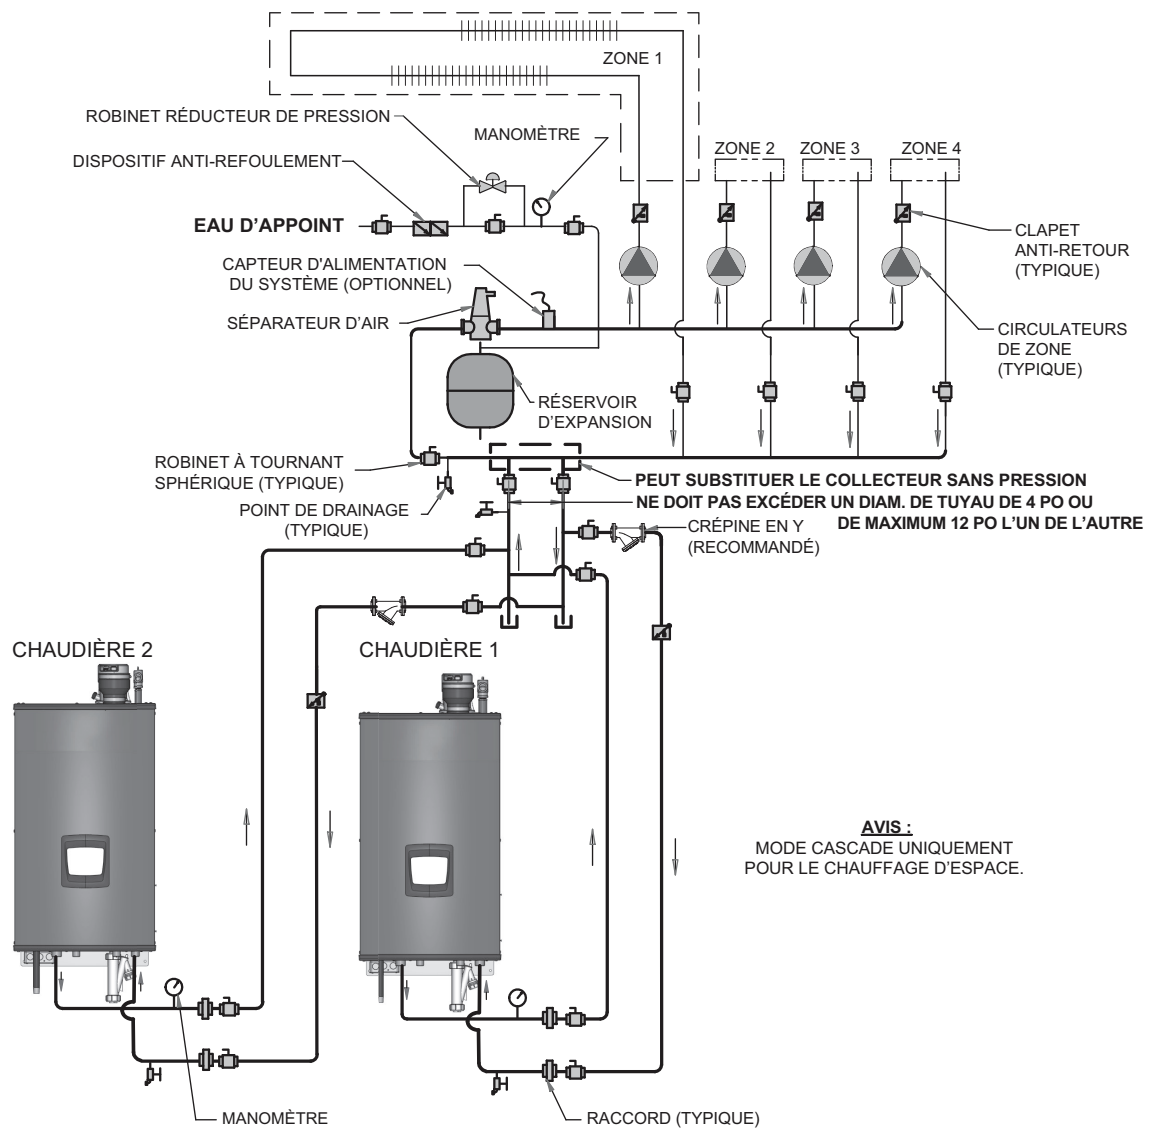 ZONE 1
ROBINET RÉDUCTEUR DE PRESSION
MANOMÈTRE
DISPOSITIF ANTI-REFOULEMENT
ZONE 2
ZONE 3
ZONE 4
EAU D'APPOINT
CLAPET
ANTI-RETOUR
(TYPIQUE)
CAPTEUR D'ALIMENTATION
DU SYSTÈME (OPTIONNEL)
SÉPARATEUR D'AIR
CIRCULATEURS
DE ZONE
(TYPIQUE)
RÉSERVOIR
D'EXPANSION
ROBINET À TOURNANT
SPHÉRIQUE (TYPIQUE)
PEUT SUBSTITUER LE COLLECTEUR SANS PRESSION
NE DOIT PAS EXCÉDER UN DIAM. DE TUYAU DE 4 PO OU
DE MAXIMUM 12 PO L'UN DE L'AUTRE
POINT DE DRAINAGE
(TYPIQUE)
CRÉPINE EN Y
(RECOMMANDÉ)
CHAUDIÈRE 2
CHAUDIÈRE 1
AVIS :
MODE CASCADE UNIQUEMENT
POUR LE CHAUFFAGE D'ESPACE.
MANOMÈTRE
RACCORD (TYPIQUE)